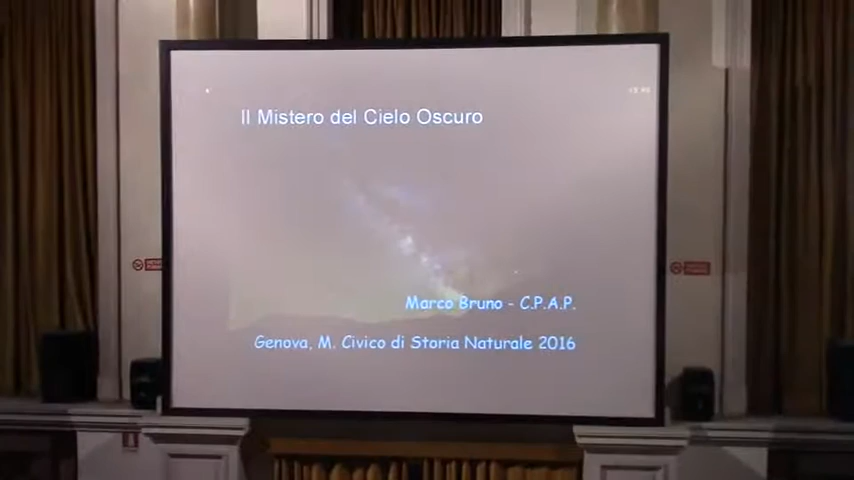 Il Mistero del Cielo Oscuro
Marco Bruno - C.P.A.P.
Genova, M. Civico di Storia Naturale 2016